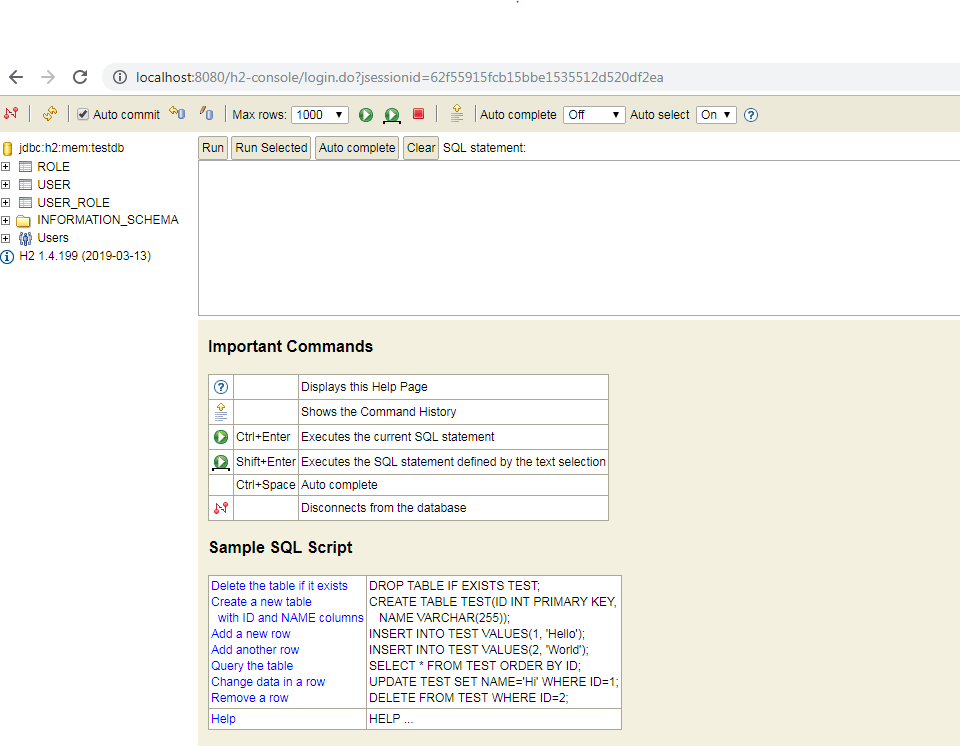 localhost:8080/h2-console/login.do?jsessionid=62f55915fcb15bbe1535512d520df2ea
Auto commit Max rows: 1000 Auto complete Off Auto select On
jdbc:h2:mem:testdb
ROLE
USER
USER_ROLE
INFORMATION_SCHEMA
Users
H2 1.4.199 (2019-03-13)
Run Run Selected Auto complete Clear SQL statement:
Important Commands
Displays this Help Page
Shows the Command History
Ctrl+Enter Executes the current SQL statement
Shift+Enter Executes the SQL statement defined by the text selection
Ctrl+Space Auto complete
Disconnects from the database
Sample SQL Script
Delete the table if it exists DROP TABLE IF EXISTS TEST;
Create a new table CREATE TABLE TEST(ID INT PRIMARY KEY,
with ID and NAME columns NAME VARCHAR(255));
Add a new row INSERT INTO TEST VALUES(1, 'Hello');
Add another row INSERT INTO TEST VALUES(2, 'World');
Query the table SELECT * FROM TEST ORDER BY ID;
Change data in a row UPDATE TEST SET NAME='Hi' WHERE ID=1;
Remove a row DELETE FROM TEST WHERE ID=2;
Help HELP ...